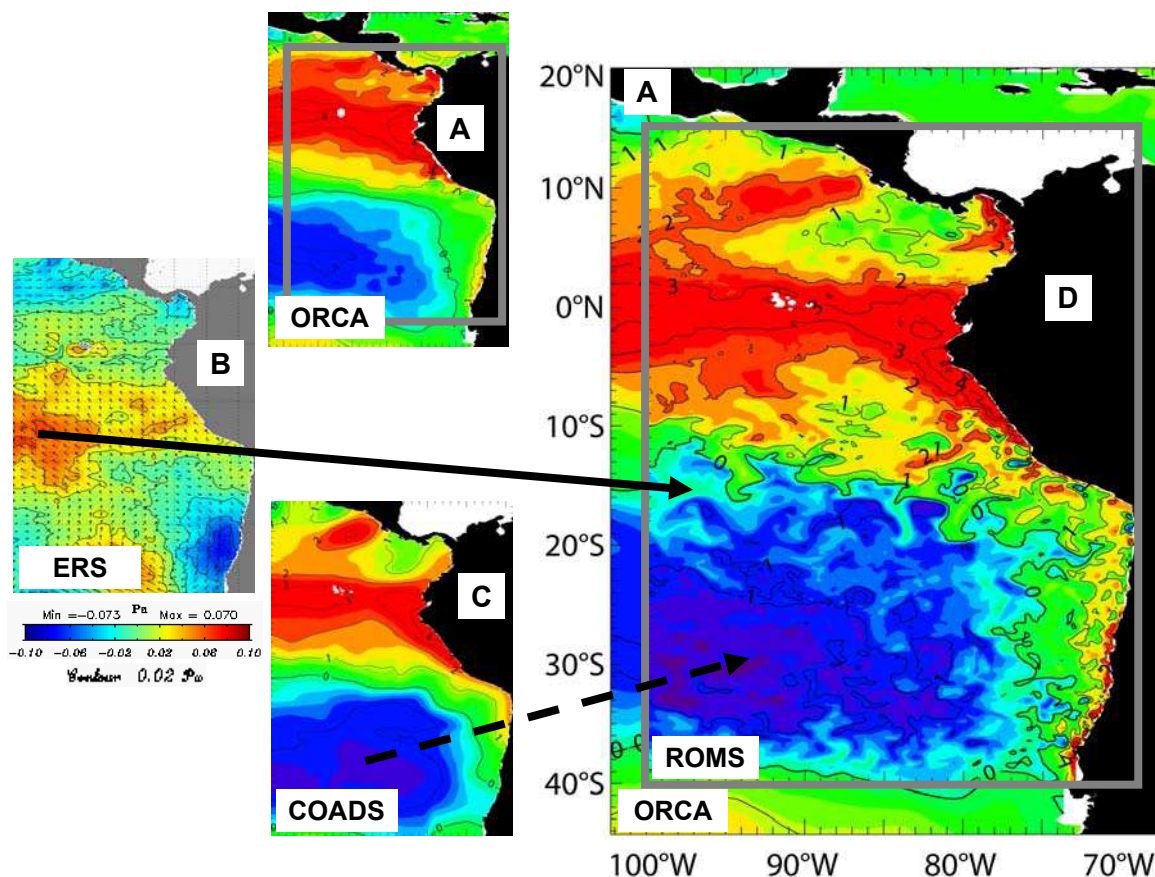 A
ORCA
B
ERS
Min =-0.073 Pa Max = 0.070
-0.10 -0.06 -0.02 0.02 0.06 0.10
Contour 0.02 Pa
C
COADS
20°N
10°N
0°N
10°S
20°S
30°S
40°S
A
D
ROMS
ORCA
100°W 90°W 80°W 70°W